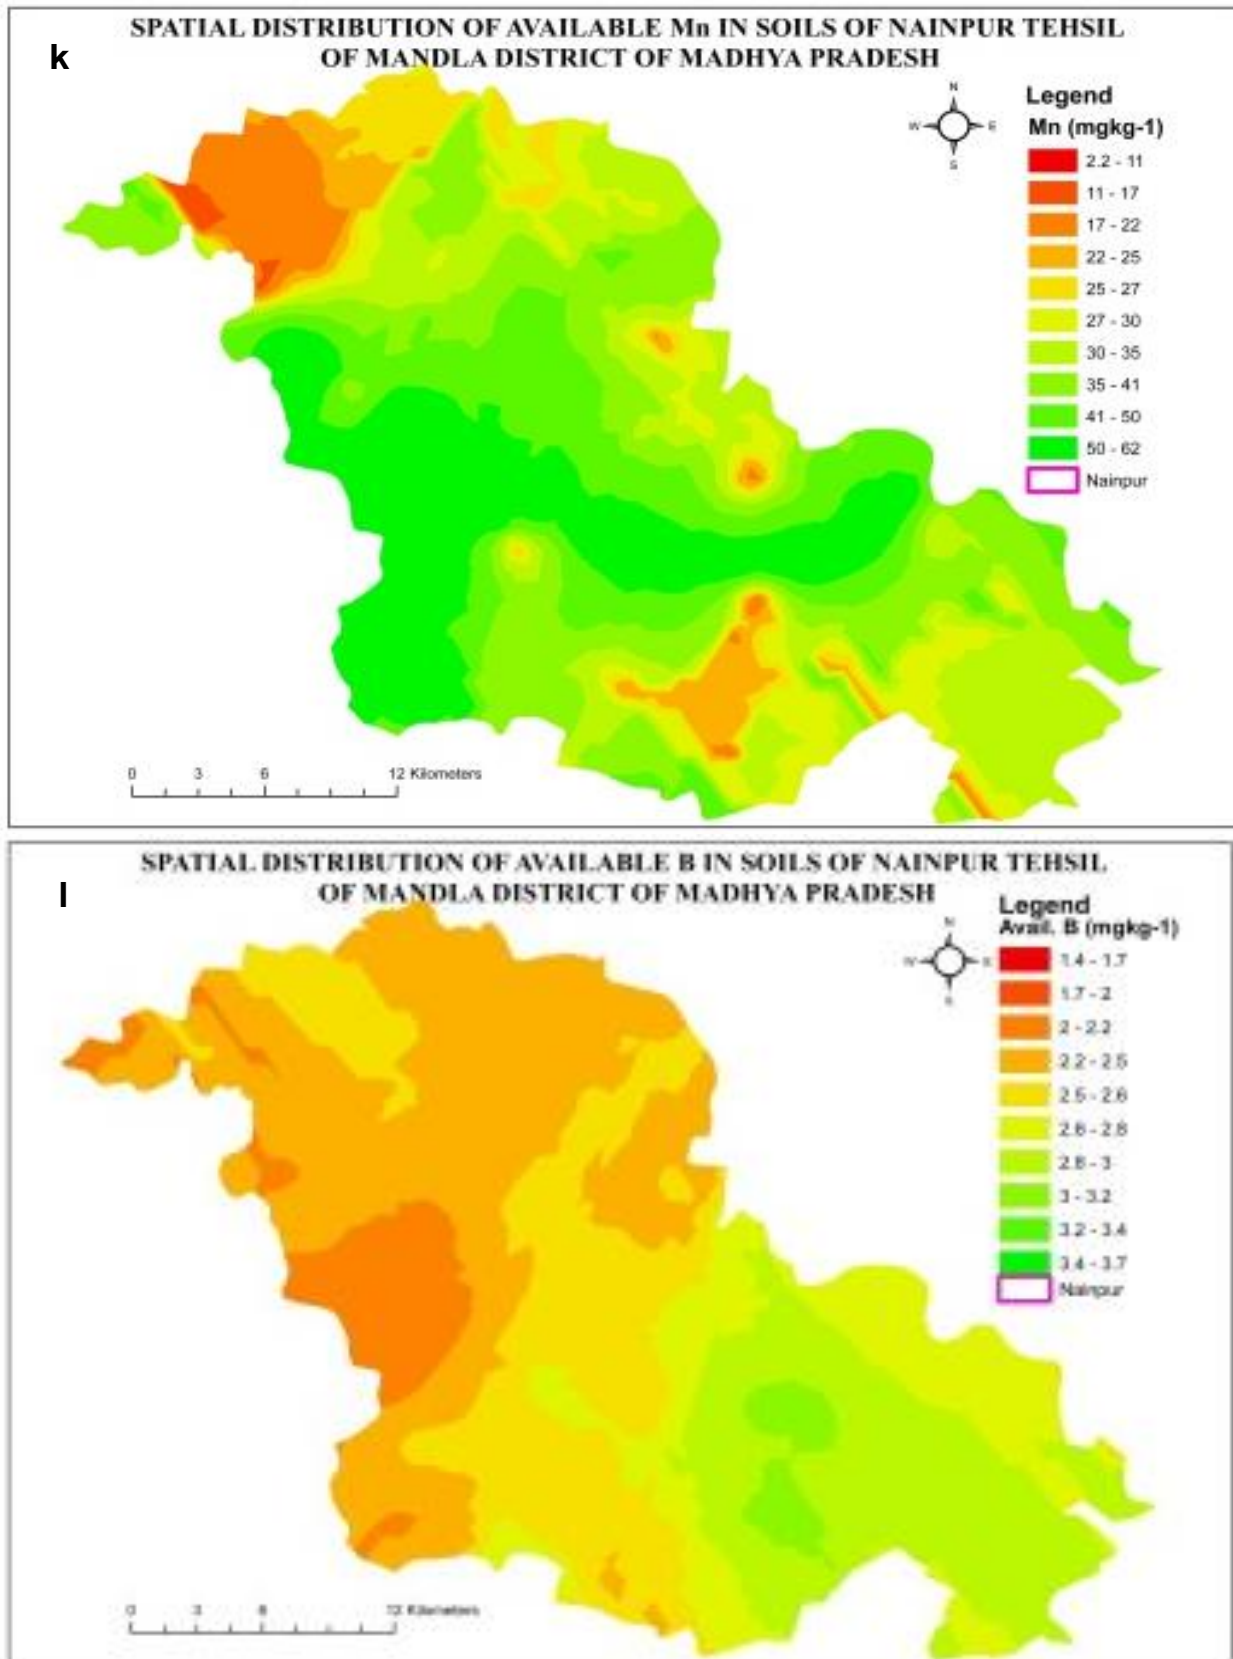 k
SPATIAL DISTRIBUTION OF AVAILABLE Mn IN SOILS OF NAINPUR TEHSIL
OF MANDLA DISTRICT OF MADHYA PRADESH
N
W E
S
Legend
Mn (mgkg-1)
2.2 - 11
11 - 17
17 - 22
22 - 25
25 - 27
27 - 30
30 - 35
35 - 41
41 - 50
50 - 62
Nainpur
0 3 6 12 Kilometers
l
SPATIAL DISTRIBUTION OF AVAILABLE B IN SOILS OF NAINPUR TEHSIL
OF MANDLA DISTRICT OF MADHYA PRADESH
N
W E
S
Legend
Avail. B (mgkg-1)
1.4 - 1.7
1.7 - 2
2 - 2.2
2.2 - 2.5
2.5 - 2.6
2.6 - 2.8
2.8 - 3
3 - 3.2
3.2 - 3.4
3.4 - 3.7
Nainpur
0 3 6 12 Kilometers